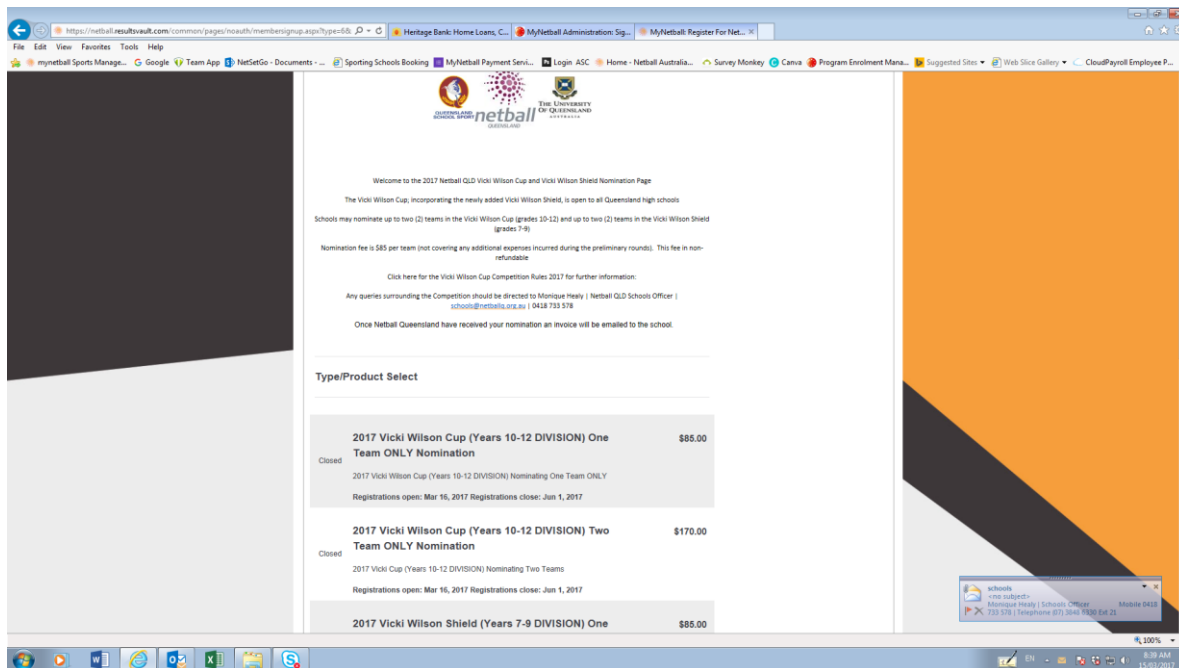 https://netball.resultsvault.com/common/pages/noauth/membersignup.aspx?type=68
Heritage Bank: Home Loans, C...
MyNetball Administration: Sig...
MyNetball: Register For Net...
File Edit View Favorites Tools Help
mynetball Sports Manage...
Google
Team App
NetSetGo - Documents - ...
Sporting Schools Booking
MyNetball Payment Servi...
Login ASC
Home - Netball Australia...
Survey Monkey
Canva
Program Enrolment Mana...
Suggested Sites
Web Slice Gallery
CloudPayroll Employee P...
QUEENSLAND
SCHOOL SPORT
netball
QUEENSLAND
THE UNIVERSITY
OF QUEENSLAND
AUSTRALIA
Welcome to the 2017 Netball QLD Vicki Wilson Cup and Vicki Wilson Shield Nomination Page
The Vicki Wilson Cup; incorporating the newly added Vicki Wilson Shield, is open to all Queensland high schools
Schools may nominate up to two (2) teams in the Vicki Wilson Cup (grades 10-12) and up to two (2) teams in the Vicki Wilson Shield
(grades 7-9)
Nomination fee is $85 per team (not covering any additional expenses incurred during the preliminary rounds). This fee in non-
refundable
Click here for the Vicki Wilson Cup Competition Rules 2017 for further information:
Any queries surrounding the Competition should be directed to Monique Healy | Netball QLD Schools Officer |
schools@netballq.org.au | 0418 733 578
Once Netball Queensland have received your nomination an invoice will be emailed to the school.
Type/Product Select
2017 Vicki Wilson Cup (Years 10-12 DIVISION) One
Team ONLY Nomination
$85.00
Closed
2017 Vicki Wilson Cup (Years 10-12 DIVISION) Nominating One Team ONLY
Registrations open: Mar 16, 2017 Registrations close: Jun 1, 2017
2017 Vicki Wilson Cup (Years 10-12 DIVISION) Two
Team ONLY Nomination
$170.00
Closed
2017 Vicki Cup (Years 10-12 DIVISION) Nominating Two Teams
Registrations open: Mar 16, 2017 Registrations close: Jun 1, 2017
2017 Vicki Wilson Shield (Years 7-9 DIVISION) One
$85.00
schools
<no subject>
Monique Healy | Schools Officer Mobile 0418
733 578 | Telephone (07) 3848 Ext 21
100%
EN
8:39 AM
15/03/2017